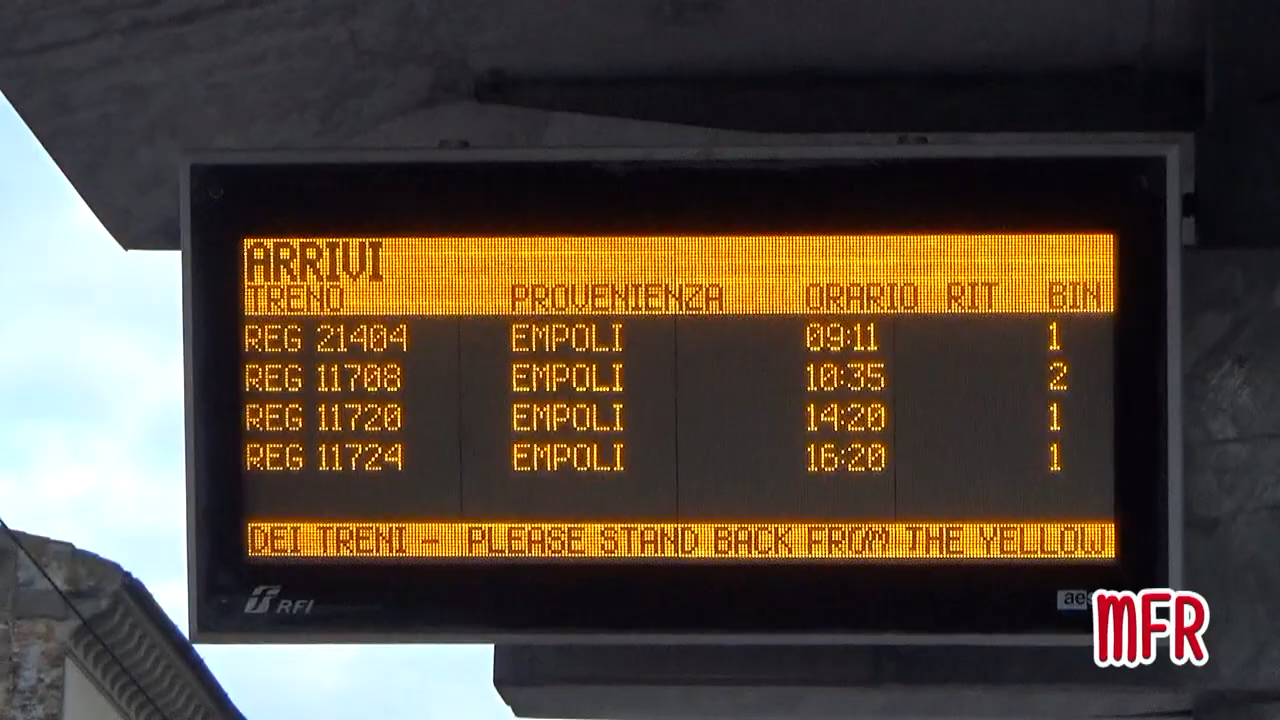 ARRIVI
TRENO PROVENIENZA ORARIO RIT BIN
REG 21404 EMPOLI 09:11 1
REG 11708 EMPOLI 10:35 2
REG 11720 EMPOLI 14:20 1
REG 11724 EMPOLI 16:20 1
DEI TRENI - PLEASE STAND BACK FROM THE YELLOW
RFI
MFR